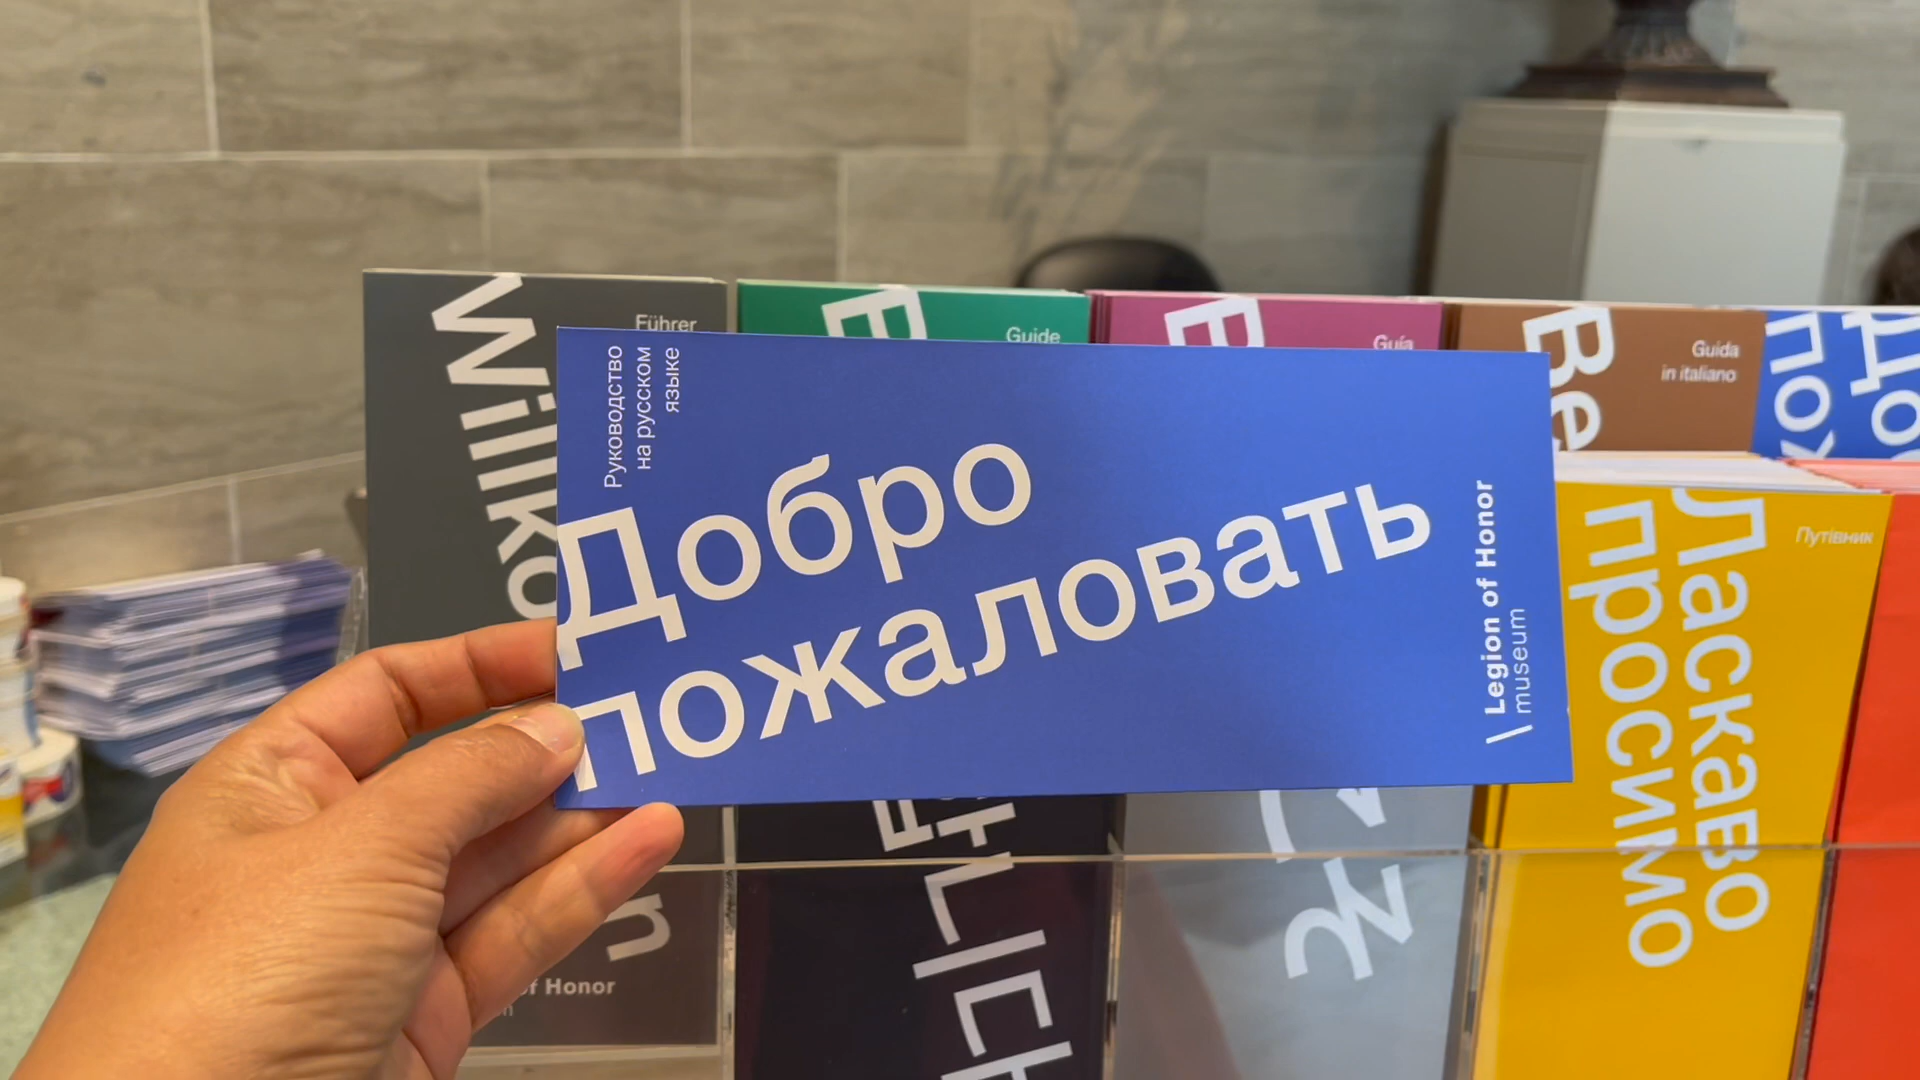 Руководство
на русском
языке
Добро
пожаловать
\ Legion of Honor
museum
Führer
Guide
Guía
Guida
in italiano
Путівник
Ласкаво
просимо
of Honor